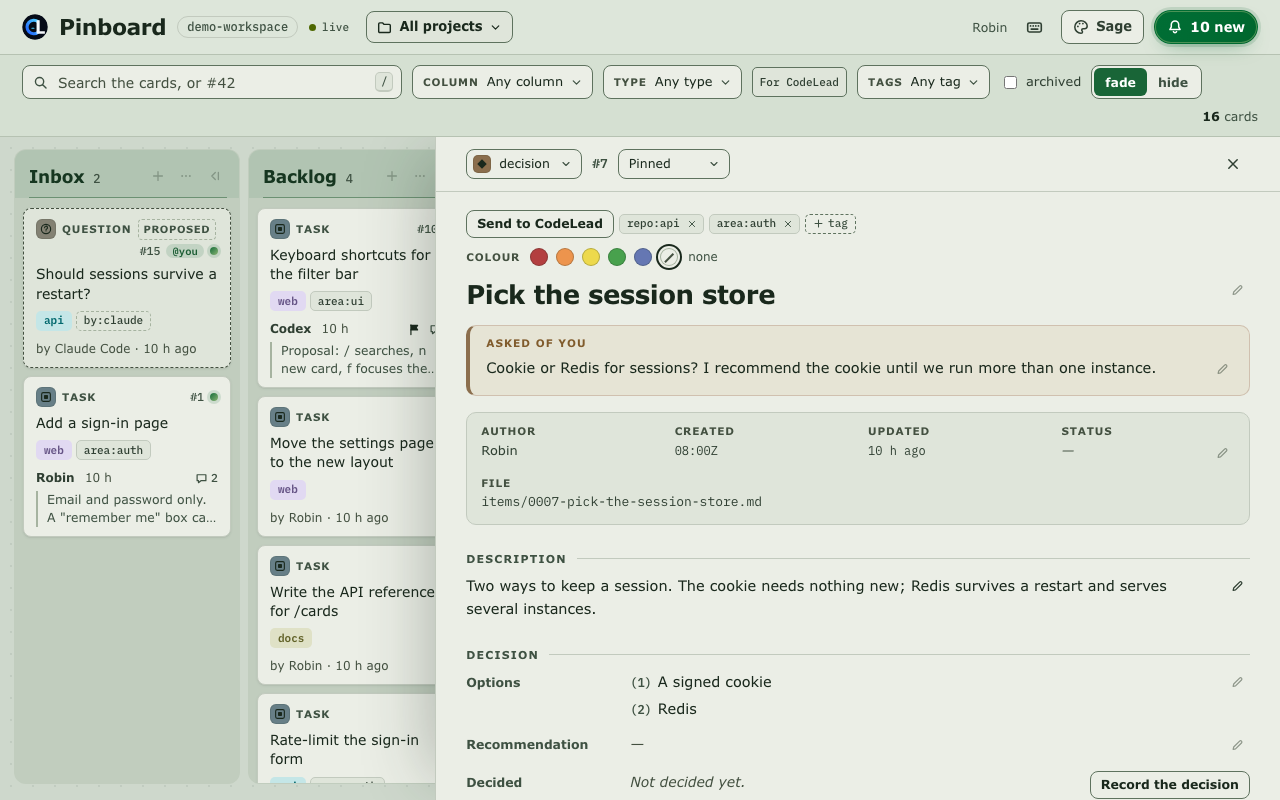 Pinboard demo-workspace live All projects Robin Sage 10 new
Search the cards, or #42 / COLUMN Any column TYPE Any type For CodeLead TAGS Any tag archived fade hide
16 cards
Inbox 2
QUESTION PROPOSED
#15 @you
Should sessions survive a
restart?
api by:claude
by Claude Code · 10 h ago
TASK #1
Add a sign-in page
web area:auth
Robin 10 h 2
Email and password only.
A "remember me" box ca…
Backlog 4
TASK
Keyboard shortcuts for
the filter bar
web area:ui
Codex 10 h
Proposal: / searches, n
new card, f focuses the…
TASK
Move the settings page
to the new layout
web
by Robin · 10 h ago
TASK
Write the API reference
for /cards
docs
by Robin · 10 h ago
TASK
Rate-limit the sign-in
form
decision #7 Pinned
Send to CodeLead repo:api × area:auth × + tag
COLOUR none
Pick the session store
ASKED OF YOU
Cookie or Redis for sessions? I recommend the cookie until we run more than one instance.
AUTHOR CREATED UPDATED STATUS
Robin 08:00Z 10 h ago —
FILE
items/0007-pick-the-session-store.md
DESCRIPTION
Two ways to keep a session. The cookie needs nothing new; Redis survives a restart and serves
several instances.
DECISION
Options (1) A signed cookie
(2) Redis
Recommendation —
Decided Not decided yet. Record the decision